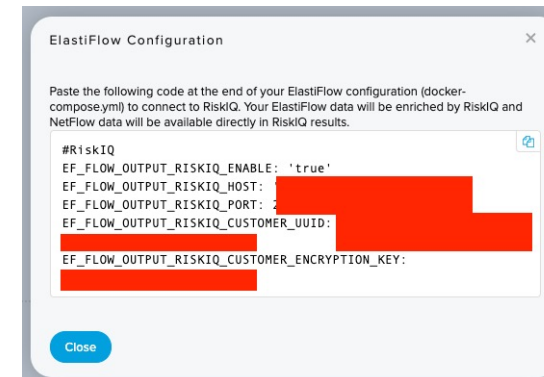 ElastiFlow Configuration
Paste the following code at the end of your ElastiFlow configuration (docker-
compose.yml) to connect to RiskIQ. Your ElastiFlow data will be enriched by RiskIQ and
NetFlow data will be available directly in RiskIQ results.
#RiskIQ
EF_FLOW_OUTPUT_RISKIQ_ENABLE: 'true'
EF_FLOW_OUTPUT_RISKIQ_HOST: '
EF_FLOW_OUTPUT_RISKIQ_PORT: 2
EF_FLOW_OUTPUT_RISKIQ_CUSTOMER_UUID:
EF_FLOW_OUTPUT_RISKIQ_CUSTOMER_ENCRYPTION_KEY:
Close